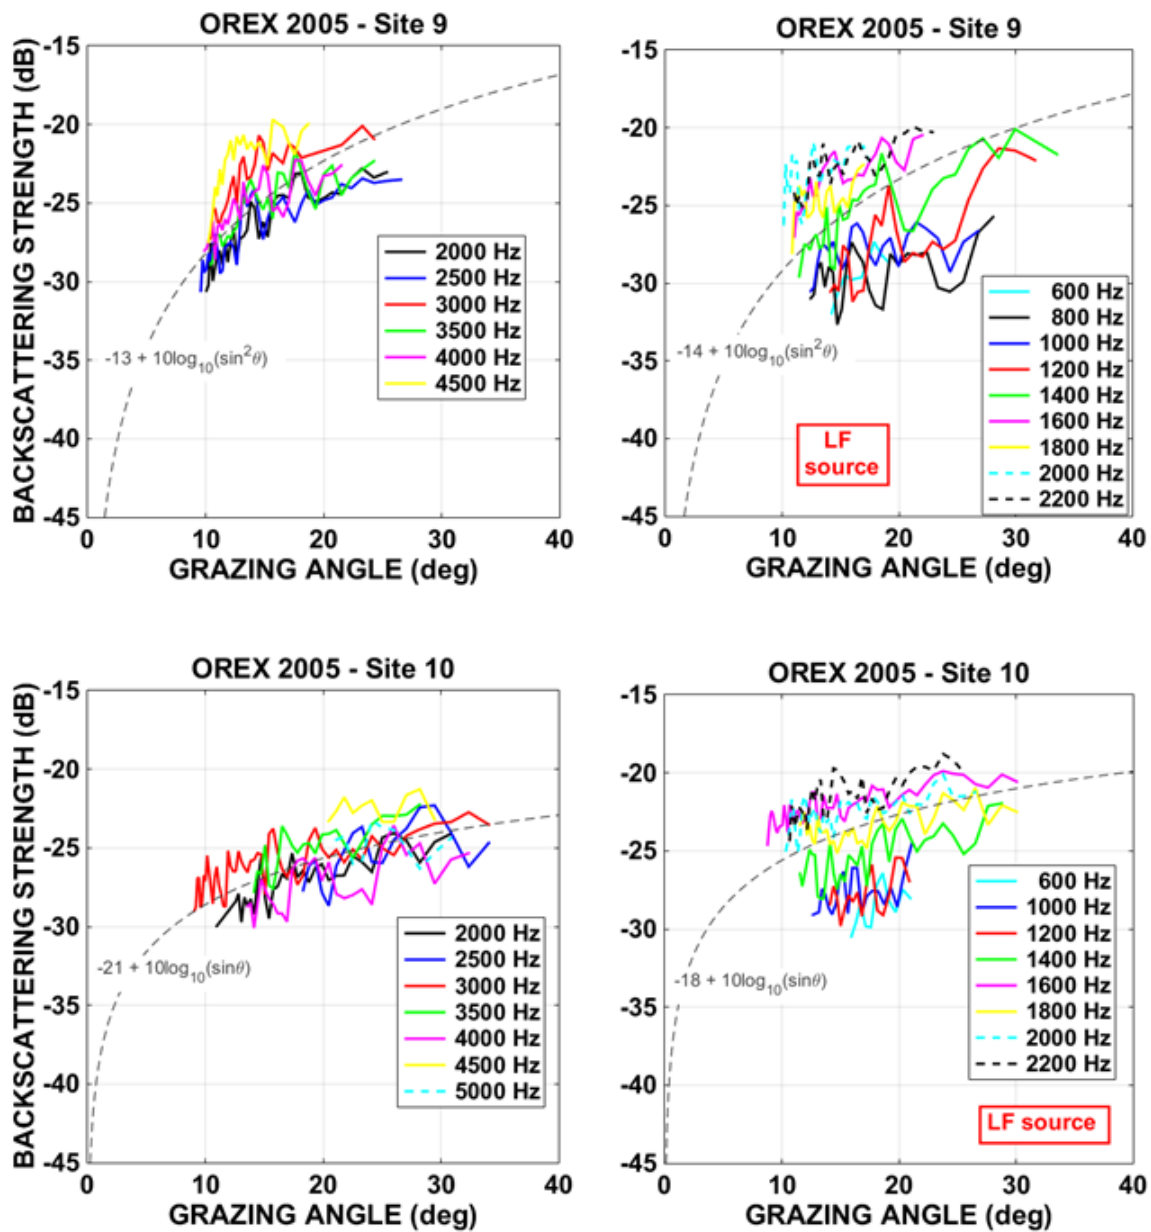 OREX 2005 - Site 9
BACKSCATTERING STRENGTH (dB)
-15
-20
-25
-30
-35
-40
-45
-13 + 10log10(sin²θ)
2000 Hz
2500 Hz
3000 Hz
3500 Hz
4000 Hz
4500 Hz
0
10
20
30
40
GRAZING ANGLE (deg)
OREX 2005 - Site 9
-15
-20
-25
-30
-35
-40
-45
-14 + 10log10(sin²θ)
LF
source
600 Hz
800 Hz
1000 Hz
1200 Hz
1400 Hz
1600 Hz
1800 Hz
2000 Hz
2200 Hz
0
10
20
30
40
GRAZING ANGLE (deg)
OREX 2005 - Site 10
BACKSCATTERING STRENGTH (dB)
-15
-20
-25
-30
-35
-40
-45
-21 + 10log10(sinθ)
2000 Hz
2500 Hz
3000 Hz
3500 Hz
4000 Hz
4500 Hz
5000 Hz
0
10
20
30
40
GRAZING ANGLE (deg)
OREX 2005 - Site 10
-15
-20
-25
-30
-35
-40
-45
-18 + 10log10(sinθ)
600 Hz
1000 Hz
1200 Hz
1400 Hz
1600 Hz
1800 Hz
2000 Hz
2200 Hz
LF source
0
10
20
30
40
GRAZING ANGLE (deg)